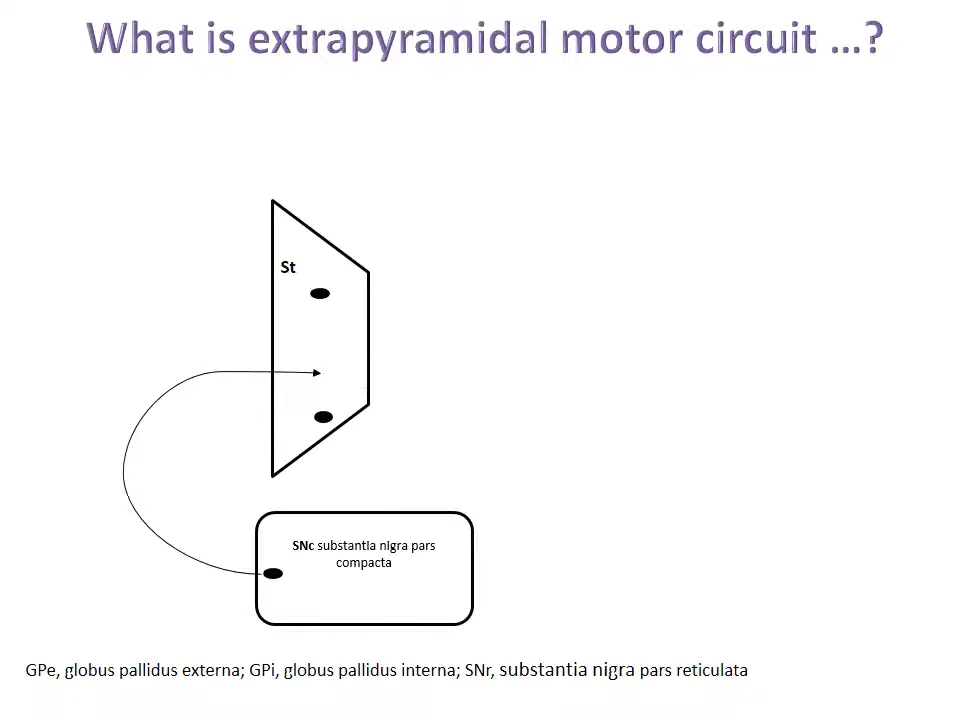 What is extrapyramidal motor circuit ...?
St
SNc substantia nigra pars
compacta
GPe, globus pallidus externa; GPi, globus pallidus interna; SNr, substantia nigra pars reticulata